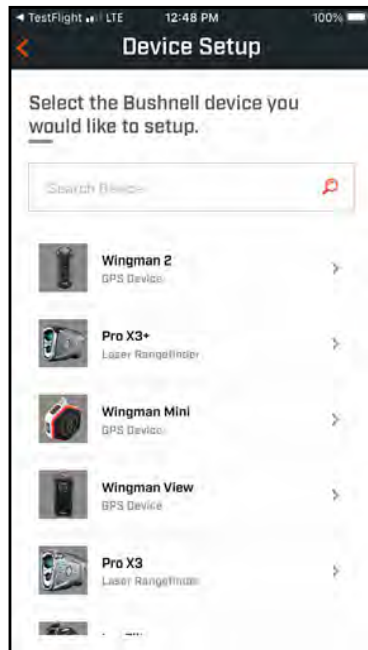 TestFlight LTE 12:48 PM 100%
Device Setup
Select the Bushnell device you
would like to setup.
Search Device
Wingman 2
GPS Device
Pro X3+
Laser Rangefinder
Wingman Mini
GPS Device
Wingman View
GPS Device
Pro X3
Laser Rangefinder